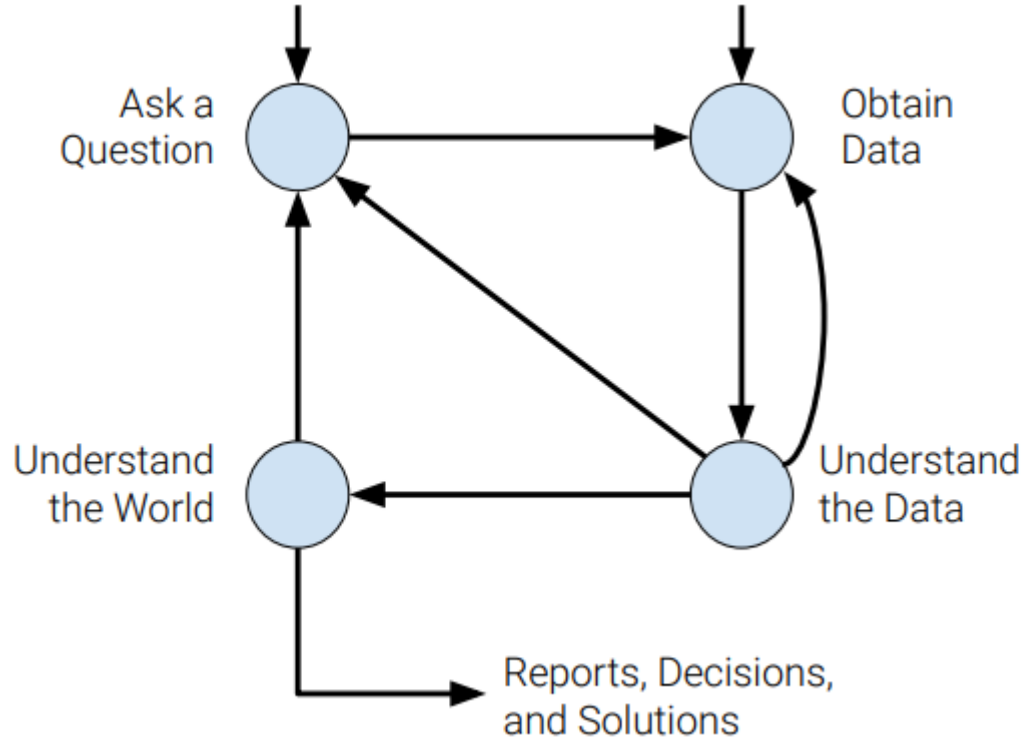 Ask a
Question
Obtain
Data
Understand
the World
Understand
the Data
Reports, Decisions,
and Solutions